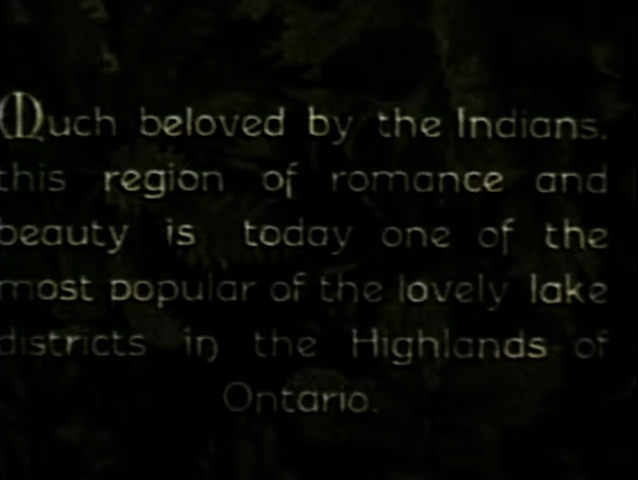 Much beloved by the Indians,
this region of romance and
beauty is today one of the
most popular of the lovely lake
districts in the Highlands of
Ontario.